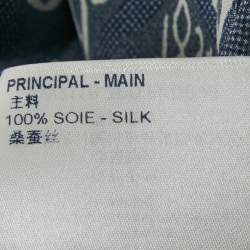 PRINCIPAL - MAIN
主料
100% SOIE - SILK
桑蚕丝